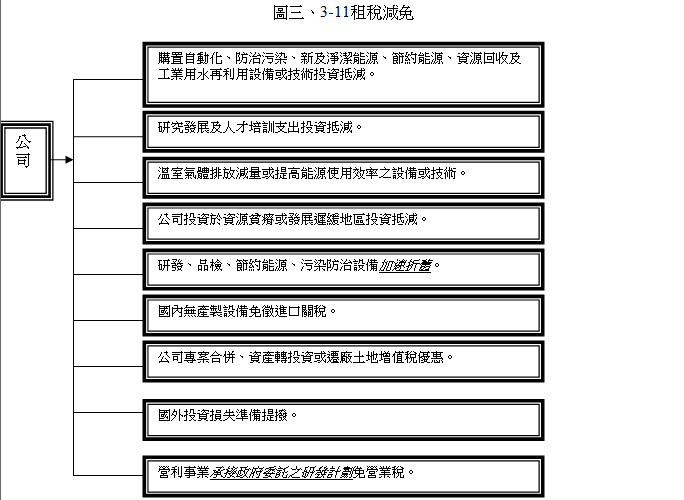 圖三、3-11租稅減免
購置自動化、防治污染、新及淨潔能源、節約能源、資源回收及
工業用水再利用設備或技術投資抵減。
公
司
研究發展及人才培訓支出投資抵減。
溫室氣體排放減量或提高能源使用效率之設備或技術。
公司投資於資源貧瘠或發展遲緩地區投資抵減。
研發、品檢、節約能源、污染防治設備加速折舊。
國內無產製設備免徵進口關稅。
公司專案合併、資產轉投資或遷廠土地增值稅優惠。
國外投資損失準備提撥。
營利事業承接政府委託之研發計劃免營業稅。